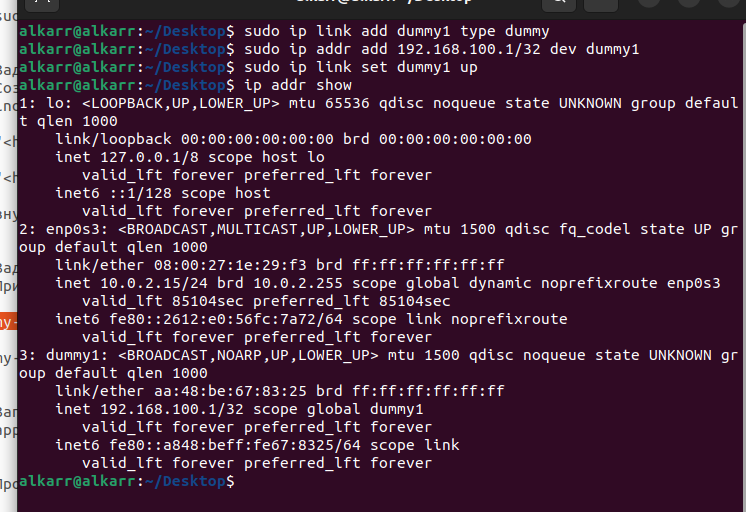 alkarr@alkarr:~/Desktop$ sudo ip link add dummy1 type dummy
alkarr@alkarr:~/Desktop$ sudo ip addr add 192.168.100.1/32 dev dummy1
alkarr@alkarr:~/Desktop$ sudo ip link set dummy1 up
alkarr@alkarr:~/Desktop$ ip addr show
1: lo: <LOOPBACK,UP,LOWER_UP> mtu 65536 qdisc noqueue state UNKNOWN group defaul
t qlen 1000
    link/loopback 00:00:00:00:00:00 brd 00:00:00:00:00:00
    inet 127.0.0.1/8 scope host lo
       valid_lft forever preferred_lft forever
    inet6 ::1/128 scope host
       valid_lft forever preferred_lft forever
2: enp0s3: <BROADCAST,MULTICAST,UP,LOWER_UP> mtu 1500 qdisc fq_codel state UP gr
oup default qlen 1000
    link/ether 08:00:27:1e:29:f3 brd ff:ff:ff:ff:ff:ff
    inet 10.0.2.15/24 brd 10.0.2.255 scope global dynamic noprefixroute enp0s3
       valid_lft 85104sec preferred_lft 85104sec
    inet6 fe80::2612:e0:56fc:7a72/64 scope link noprefixroute
       valid_lft forever preferred_lft forever
3: dummy1: <BROADCAST,NOARP,UP,LOWER_UP> mtu 1500 qdisc noqueue state UNKNOWN gr
oup default qlen 1000
    link/ether aa:48:be:67:83:25 brd ff:ff:ff:ff:ff:ff
    inet 192.168.100.1/32 scope global dummy1
       valid_lft forever preferred_lft forever
    inet6 fe80::a848:beff:fe67:8325/64 scope link
       valid_lft forever preferred_lft forever
alkarr@alkarr:~/Desktop$